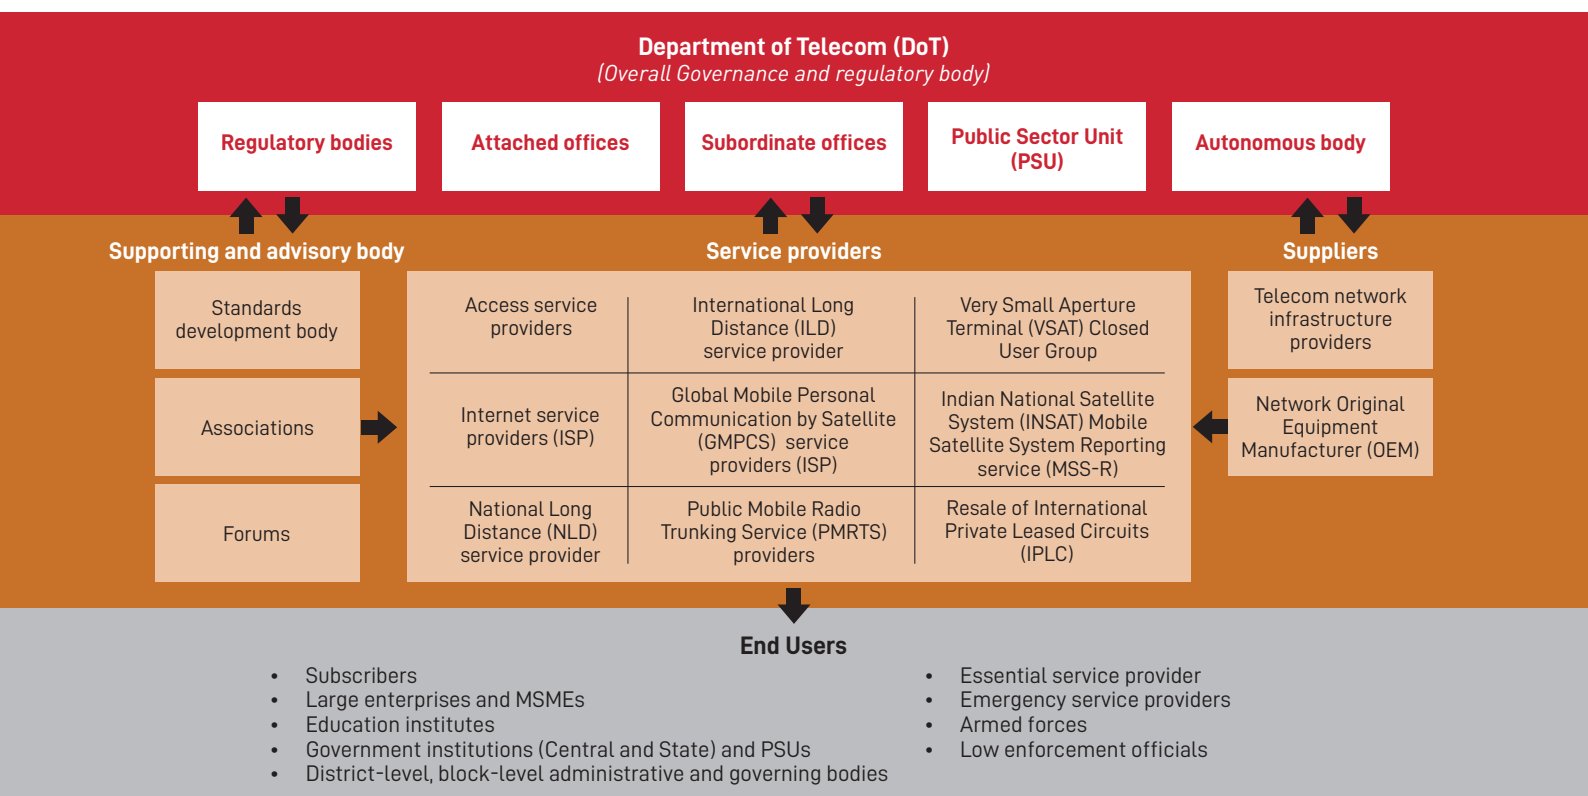 Department of Telecom (DoT)
(Overall Governance and regulatory body)
Regulatory bodies
Attached offices
Subordinate offices
Public Sector Unit
(PSU)
Autonomous body
Supporting and advisory body
Standards
development body
Associations
Forums
Service providers
Access service
providers
International Long
Distance (ILD)
service provider
Very Small Aperture
Terminal (VSAT) Closed
User Group
Internet service
providers (ISP)
Global Mobile Personal
Communication by Satellite
(GMPCS) service
providers (ISP)
Indian National Satellite
System (INSAT) Mobile
Satellite System Reporting
service (MSS-R)
National Long
Distance (NLD)
service provider
Public Mobile Radio
Trunking Service (PMRTS)
providers
Resale of International
Private Leased Circuits
(IPLC)
Suppliers
Telecom network
infrastructure
providers
Network Original
Equipment
Manufacturer (OEM)
End Users
• Subscribers
• Large enterprises and MSMEs
• Education institutes
• Government institutions (Central and State) and PSUs
• District-level, block-level administrative and governing bodies
• Essential service provider
• Emergency service providers
• Armed forces
• Low enforcement officials